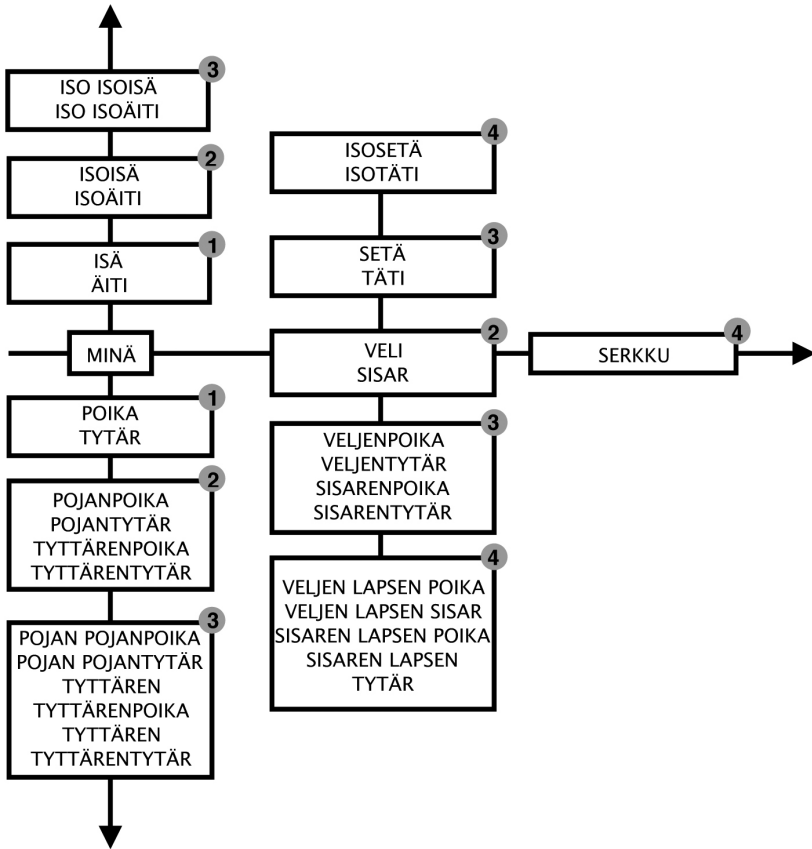 3
ISO ISOISÄ
ISO ISOÄITI
2
ISOISÄ
ISOÄITI
1
ISÄ
ÄITI
MINÄ
1
POIKA
TYTÄR
2
POJANPOIKA
POJANTYTÄR
TYTTÄRENPOIKA
TYTTÄRENTYTÄR
3
POJAN POJANPOIKA
POJAN POJANTYTÄR
TYTTÄREN
TYTTÄRENPOIKA
TYTTÄREN
TYTTÄRENTYTÄR
4
ISOSETÄ
ISOTÄTI
3
SETÄ
TÄTI
2
VELI
SISAR
3
VELJENPOIKA
VELJENTYTÄR
SISARENPOIKA
SISARENTYTÄR
4
VELJEN LAPSEN POIKA
VELJEN LAPSEN SISAR
SISAREN LAPSEN POIKA
SISAREN LAPSEN
TYTÄR
4
SERKKU